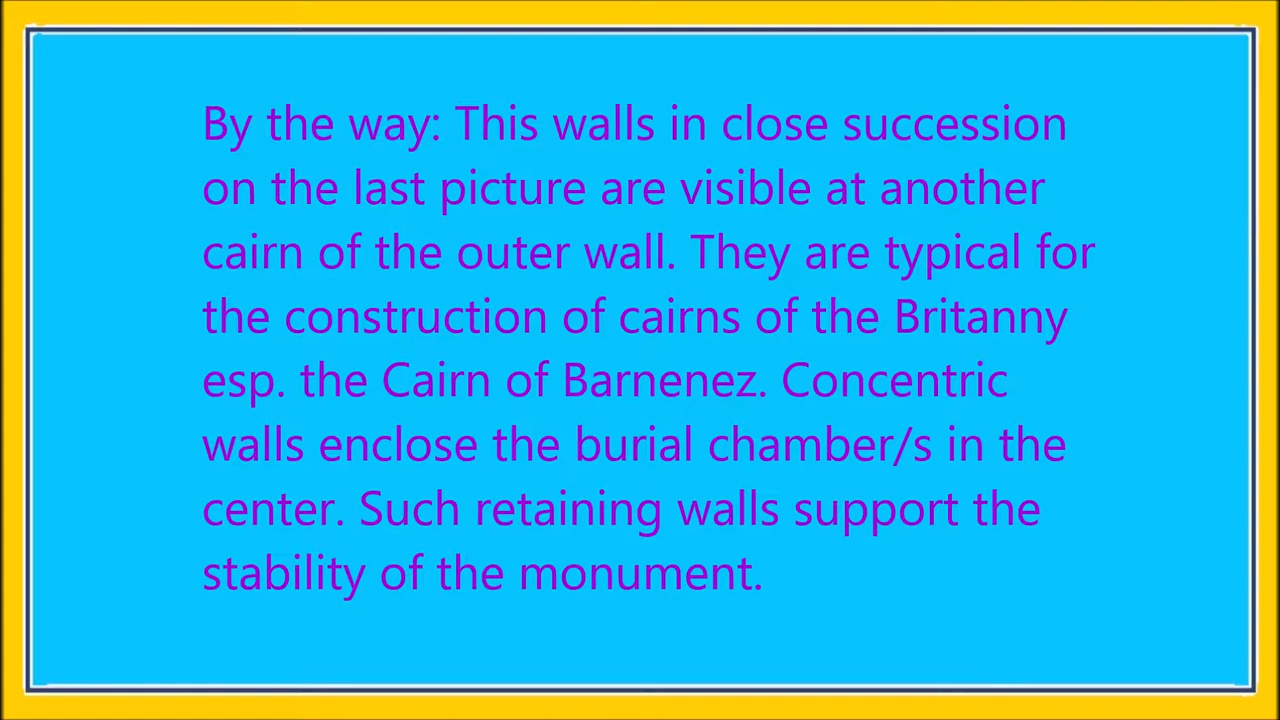 By the way: This walls in close succession
on the last picture are visible at another
cairn of the outer wall. They are typical for
the construction of cairns of the Britanny
esp. the Cairn of Barnenez. Concentric
walls enclose the burial chamber/s in the
center. Such retaining walls support the
stability of the monument.